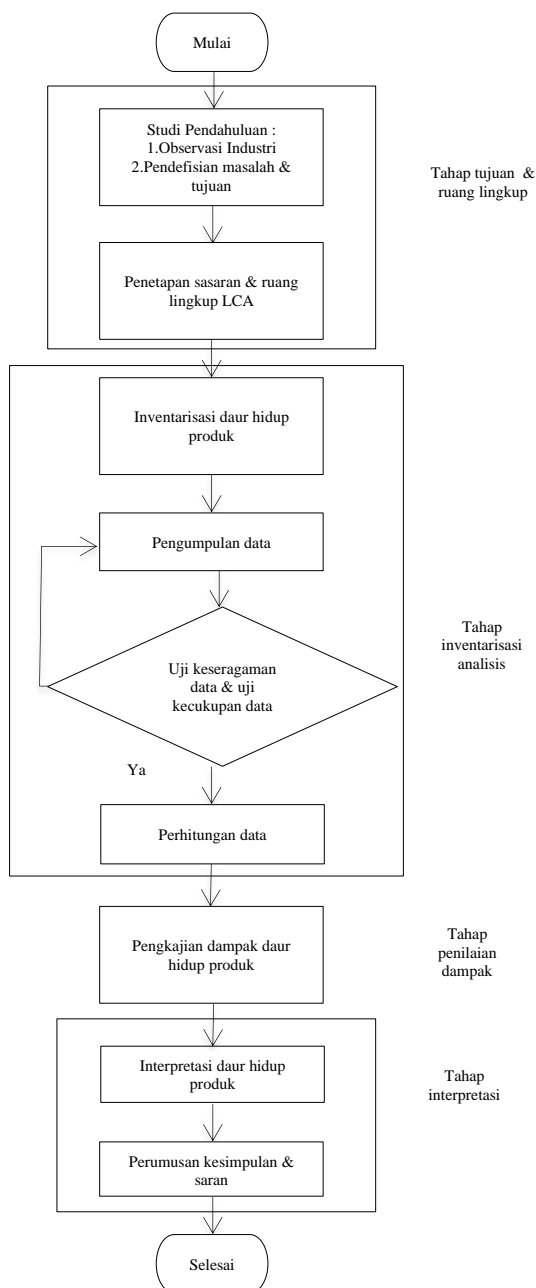 Mulai
Studi Pendahuluan :
1.Observasi Industri
2.Pendefisian masalah &
tujuan
Tahap tujuan &
ruang lingkup
Penetapan sasaran & ruang
lingkup LCA
Inventarisasi daur hidup
produk
Pengumpulan data
Uji keseragaman
data & uji
kecukupan data
Tahap
inventarisasi
analisis
Ya
Perhitungan data
Pengkajian dampak daur
hidup produk
Tahap
penilaian
dampak
Interpretasi daur hidup
produk
Tahap
interpretasi
Perumusan kesimpulan &
saran
Selesai